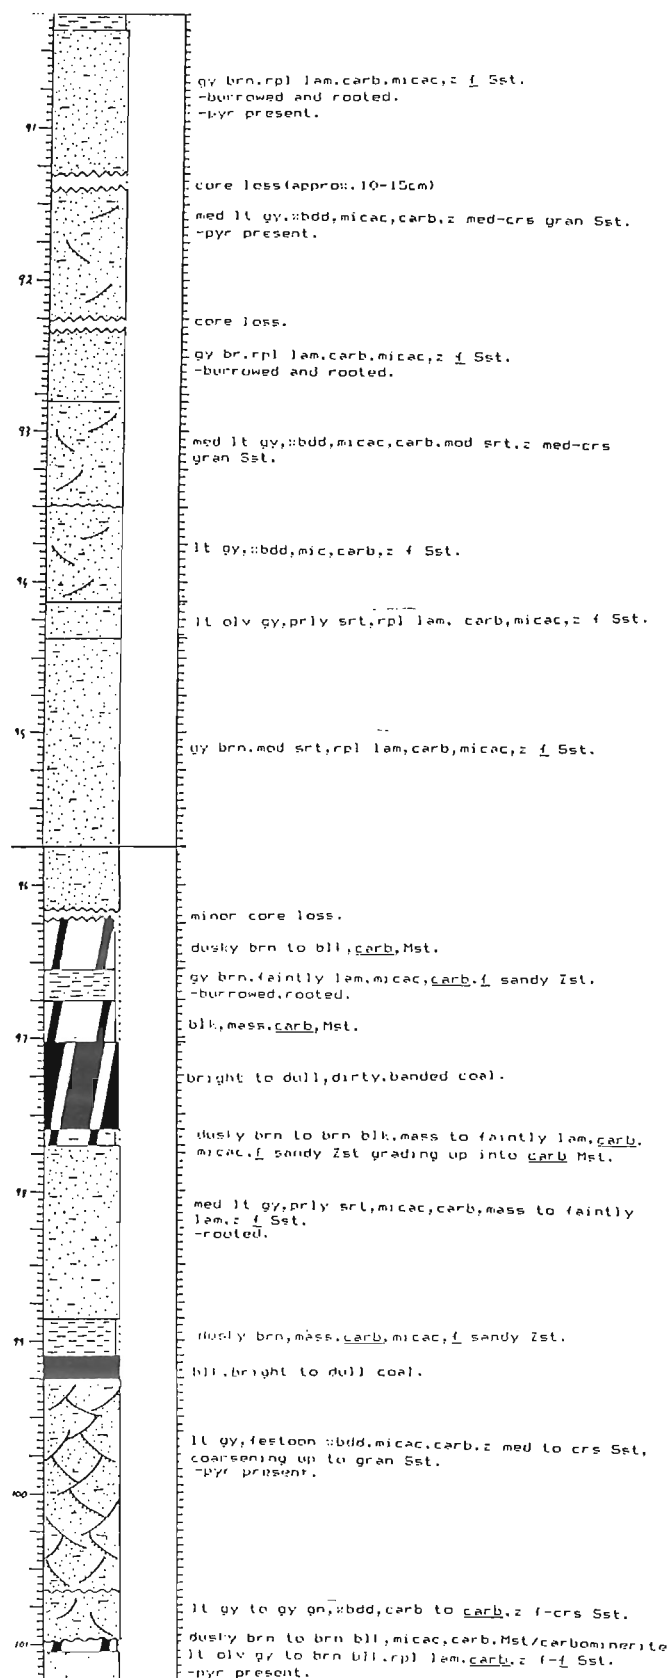 gy brn.rpl lam.carb.micac,z f Sst.
-burrowed and rooted.
-pyr present.
91
core loss(approx.10-15cm)
med lt gy,xbdd,micac,carb,z med-crs gran Sst.
-pyr present.
92
core loss.
gy br.rpl lam.carb.micac,z f Sst.
-burrowed and rooted.
93
med lt gy,xbdd,micac,carb.mod srt.z med-crs
gran Sst.
lt gy,xbdd,mic,carb,z f Sst.
94
lt olv gy,prly srt,rpl lam, carb,micac,z f Sst.
95
gy brn.mod srt,rpl lam,carb,micac,z f Sst.
96
minor core loss.
dusky brn to blk,carb,Mst.
gy brn.faintly lam,micac,carb.f sandy Zst.
-burrowed,rooted.
97
blk,mass.carb,Mst.
bright to dull,dirty,banded coal.
dusky brn to brn blk,mass to faintly lam,carb.
micac,f sandy Zst grading up into carb Mst.
98
med lt gy,prly srt,micac,carb,mass to faintly
lam,z f Sst.
-rooted.
99
dusky brn,mass,carb,micac,f sandy Zst.
blk,bright to dull coal.
lt gy,festoon xbdd,micac,carb.z med to crs Sst,
coarsening up to gran Sst.
-pyr present.
100
lt gy to gy gn,xbdd,carb to carb,z f-crs Sst.
101
dusky brn to brn blk,micac,carb.Mst/carbominerite
lt olv gy to brn blk.rpl lam.carb,z f-f Sst.
-pyr present.